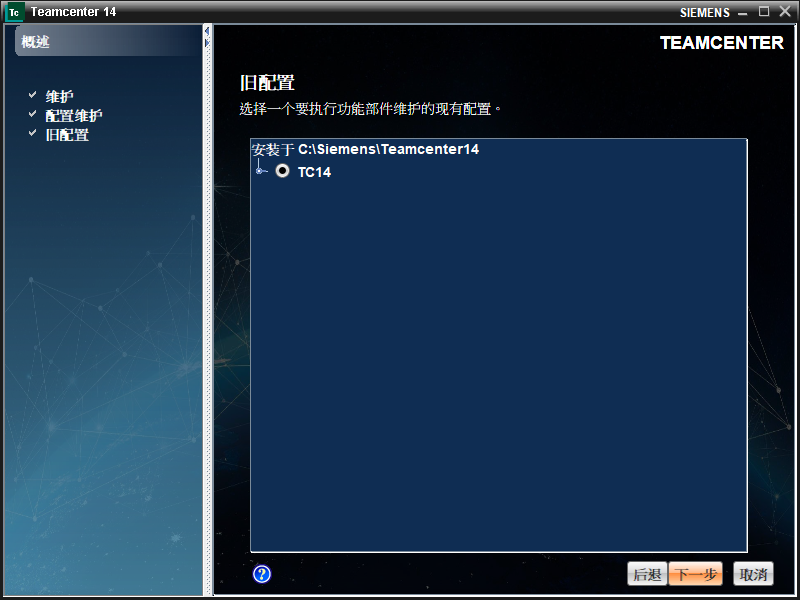 Tc Teamcenter 14 SIEMENS
概述
TEAMCENTER
维护
配置维护
旧配置
旧配置
选择一个要执行功能部件维护的现有配置。
安装于 C:\Siemens\Teamcenter14
TC14
? 后退 下一步 取消